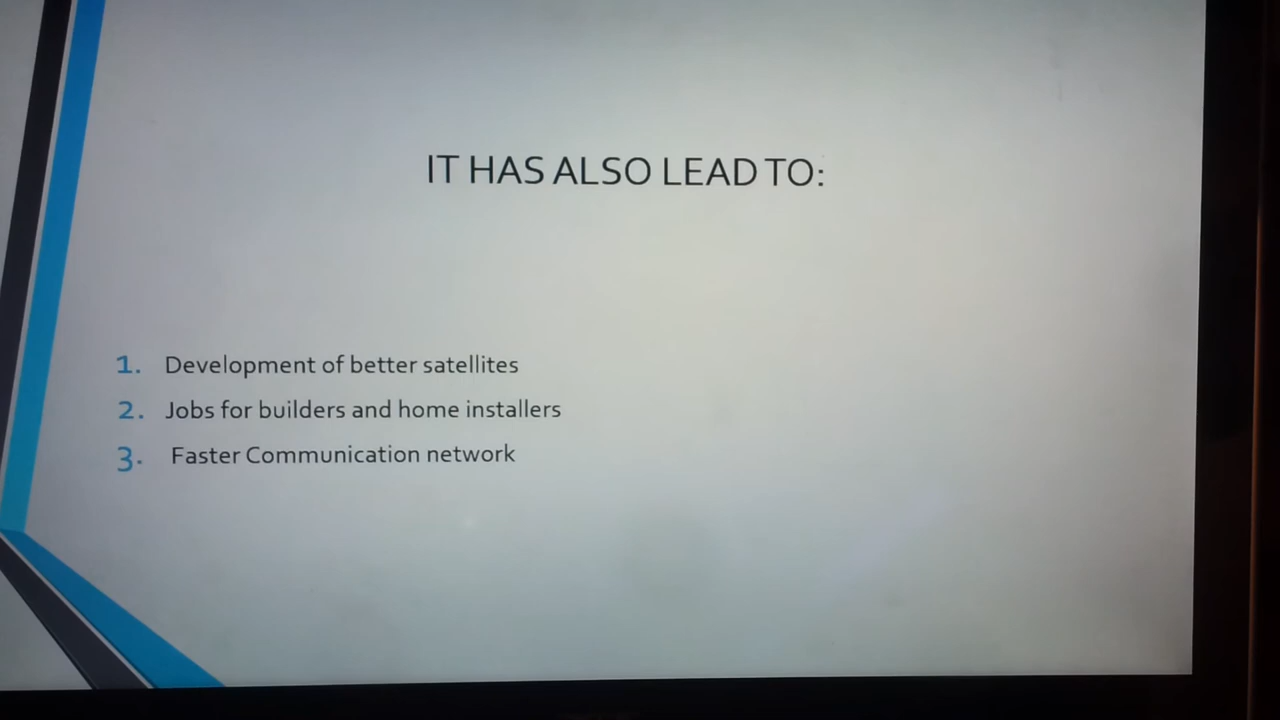 IT HAS ALSO LEAD TO:
1. Development of better satellites
2. Jobs for builders and home installers
3. Faster Communication network